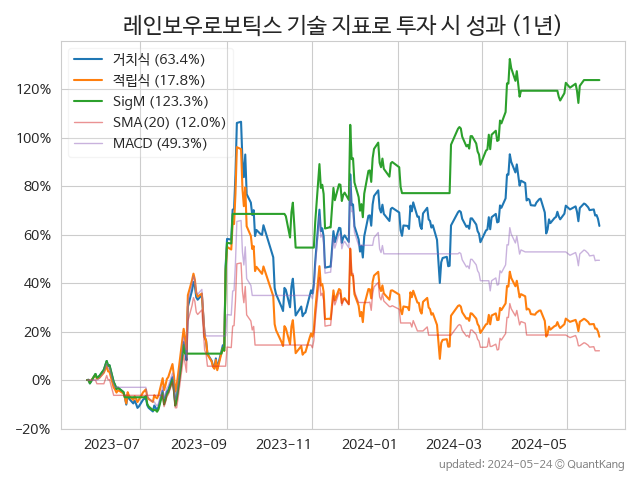 레인보우로보틱스 기술 지표로 투자 시 성과 (1년)
거치식 (63.4%)
적립식 (17.8%)
SigM (123.3%)
SMA(20) (12.0%)
MACD (49.3%)
120%
100%
80%
60%
40%
20%
0%
−20%
2023-07 2023-09 2023-11 2024-01 2024-03 2024-05
updated: 2024-05-24 © QuantKang